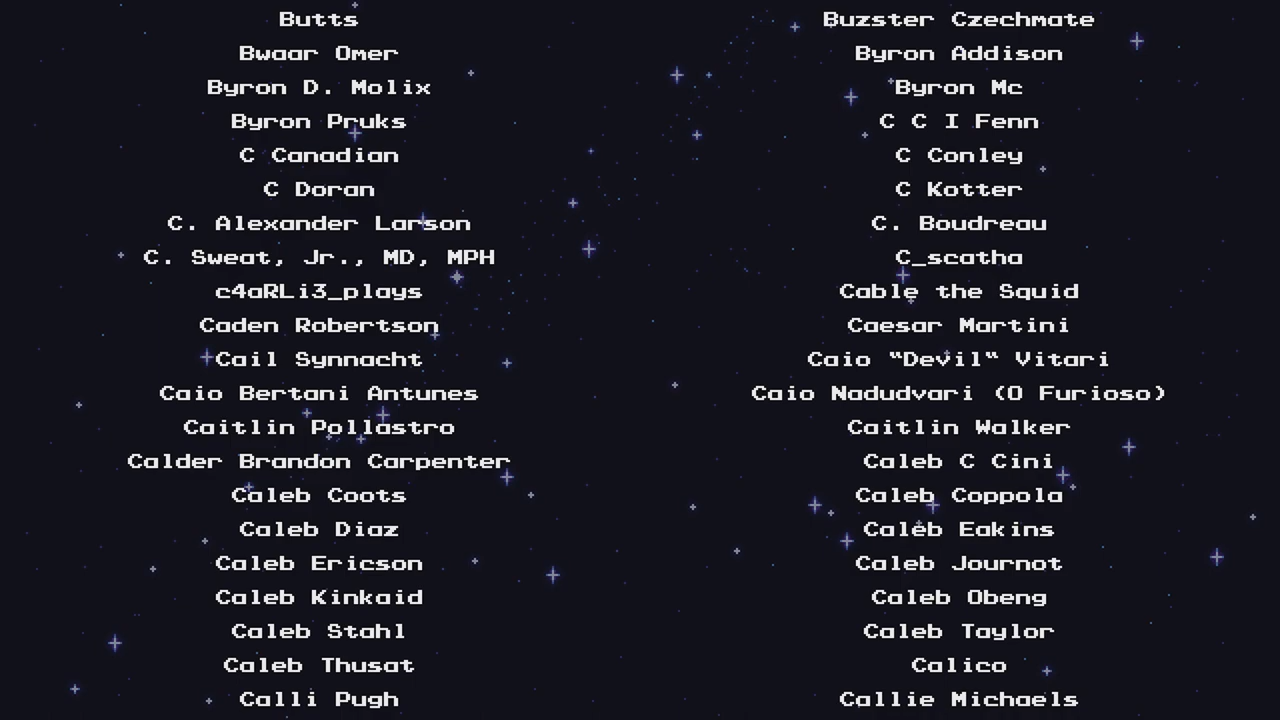 Butts
Buzster Czechmate
Bwaar Omer
Byron Addison
Byron D. Molix
Byron Mc
Byron Pruks
C C I Fenn
C Canadian
C Conley
C Doran
C Kotter
C. Alexander Larson
C. Boudreau
C. Sweat, Jr., MD, MPH
C_scatha
c4aRLi3_plays
Cable the Squid
Caden Robertson
Caesar Martini
Cail Synnacht
Caio "Devil" Vitari
Caio Bertani Antunes
Caio Nadudvari (O Furioso)
Caitlin Pollastro
Caitlin Walker
Calder Brandon Carpenter
Caleb C Cini
Caleb Coots
Caleb Coppola
Caleb Diaz
Caleb Eakins
Caleb Ericson
Caleb Journot
Caleb Kinkaid
Caleb Obeng
Caleb Stahl
Caleb Taylor
Caleb Thusat
Calico
Calli Pugh
Callie Michaels